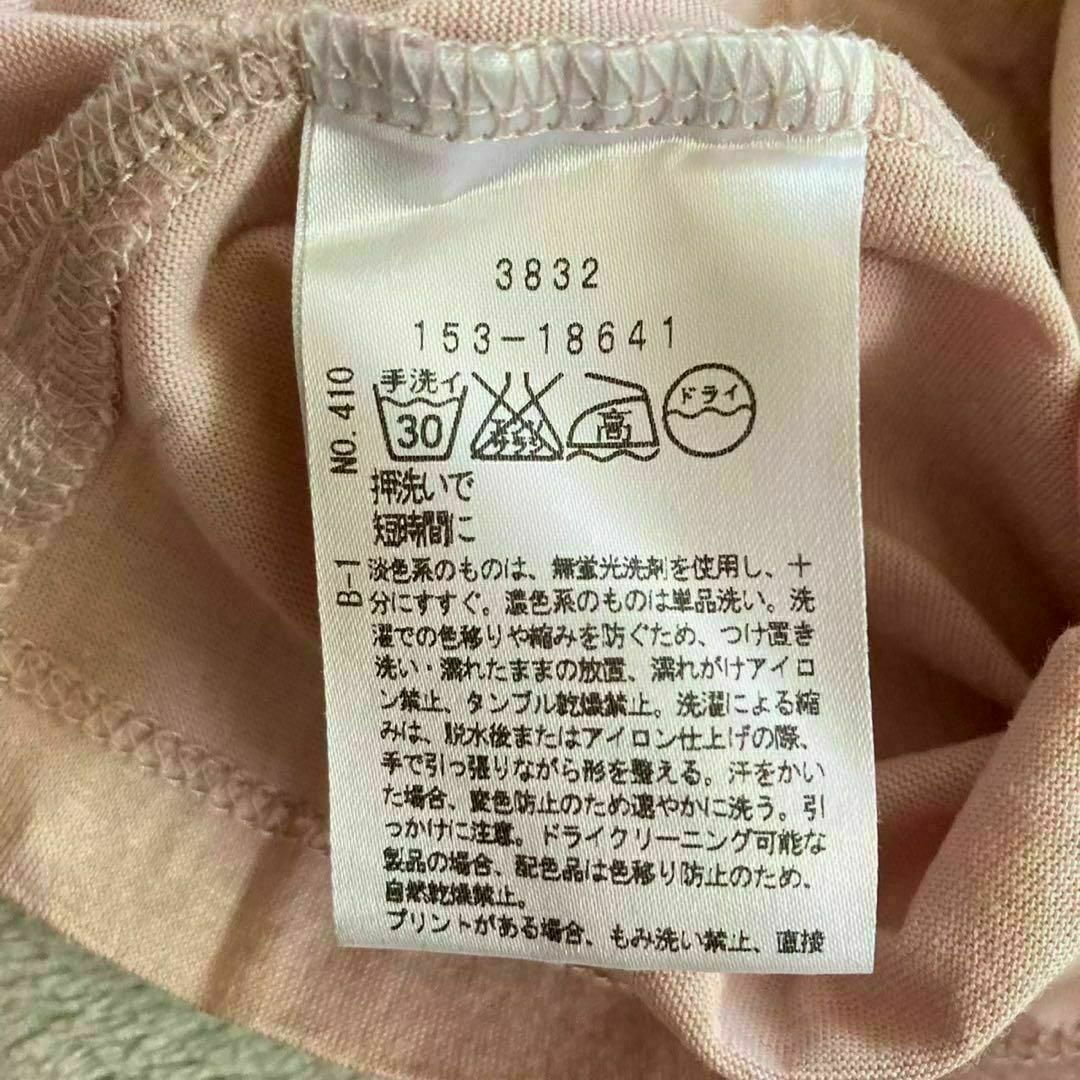 3832
153-18641
手洗イ
30
エンソサラシ
高
ドライ
NO.410
押洗いで
短時間に
B-1
淡色系のものは、無蛍光洗剤を使用し、十
分にすすぐ。濃色系のものは単品洗い。洗
濯での色移りや縮みを防ぐため、つけ置き
洗い・濡れたままの放置、濡れがけアイロ
ン禁止、タンブル乾燥禁止。洗濯による縮
みは、脱水後またはアイロン仕上げの際、
手で引っ張りながら形を整える。汗をかい
た場合、変色防止のため速やかに洗う。引
っかけに注意。ドライクリーニング可能な
製品の場合、配色品は色移り防止のため、
自然乾燥禁止。
プリントがある場合、もみ洗い禁止、直接